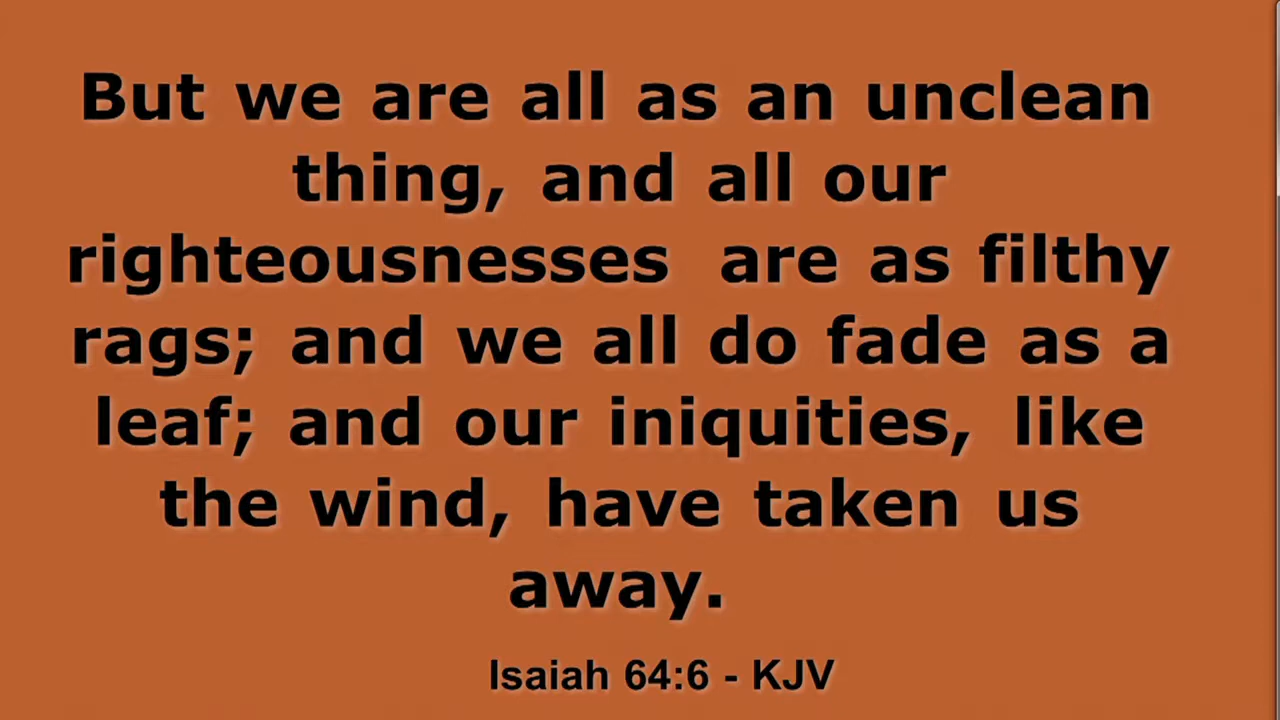 But we are all as an unclean
thing, and all our
righteousnesses are as filthy
rags; and we all do fade as a
leaf; and our iniquities, like
the wind, have taken us
away.
Isaiah 64:6 - KJV